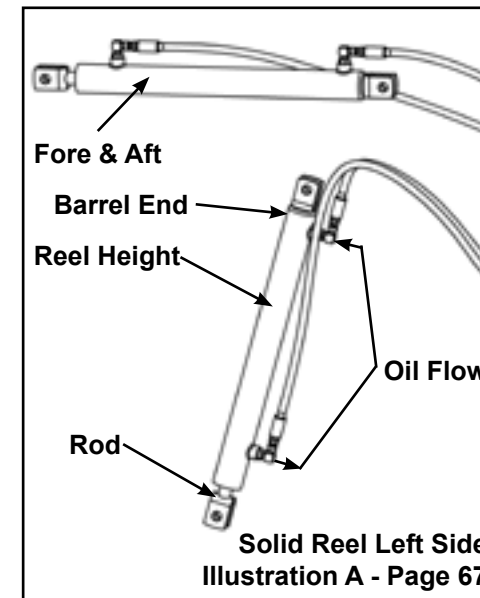 Fore & Aft
Barrel End
Reel Height
Oil Flow
Rod
Solid Reel Left Side
Illustration A - Page 67